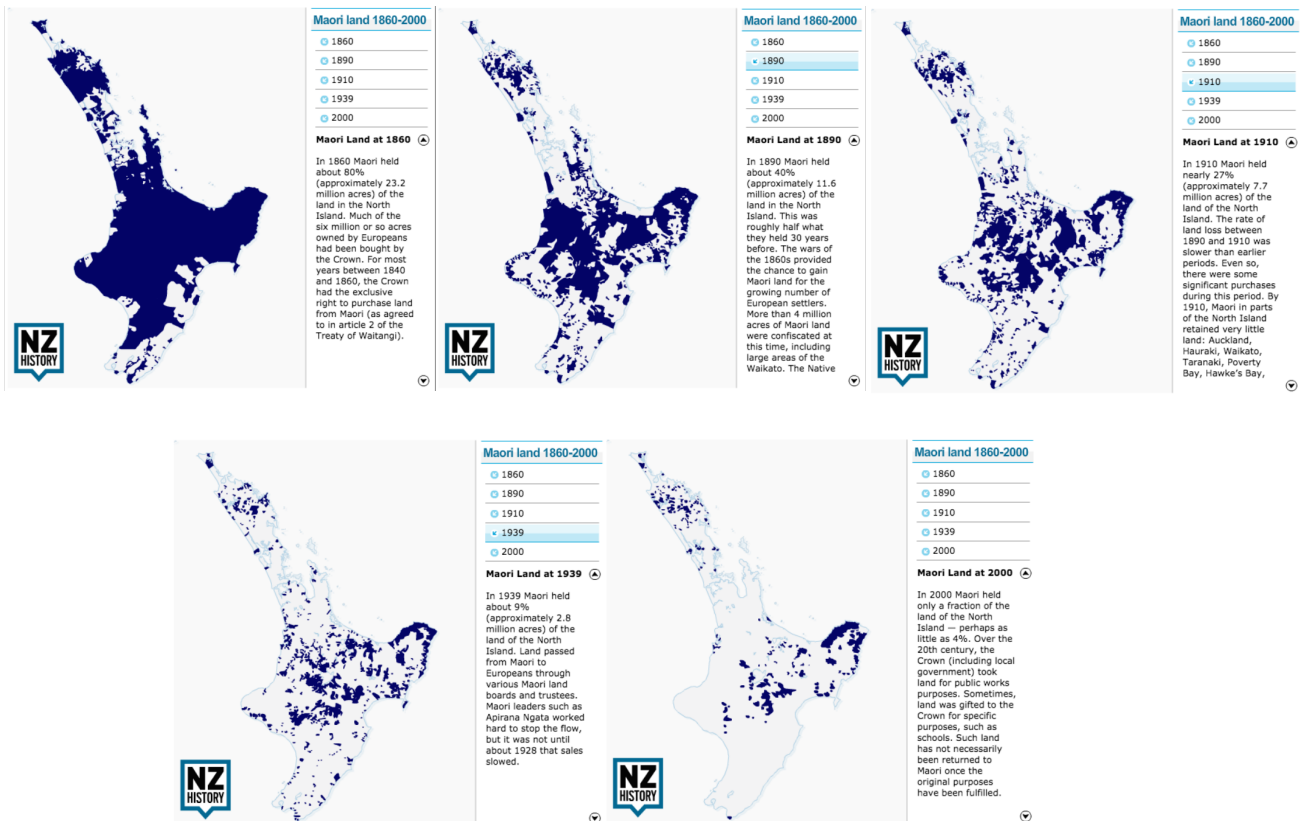 Maori land 1860-2000
1860
1890
1910
1939
2000
Maori Land at 1860
In 1860 Maori held
about 80%
(approximately 23.2
million acres) of the
land in the North
Island. Much of the
six million or so acres
owned by Europeans
had been bought by
the Crown. For most
years between 1840
and 1860, the Crown
had the exclusive
right to purchase land
from Maori (as agreed
to in article 2 of the
Treaty of Waitangi).
NZ
HISTORY
Maori land 1860-2000
1860
1890
1910
1939
2000
Maori Land at 1890
In 1890 Maori held
about 40%
(approximately 11.6
million acres) of the
land in the North
Island. This was
roughly half what
they held 30 years
before. The wars of
the 1860s provided
the chance to gain
Maori land for the
growing number of
European settlers.
More than 4 million
acres of Maori land
were confiscated at
this time, including
large areas of the
Waikato. The Native
NZ
HISTORY
Maori land 1860-2000
1860
1890
1910
1939
2000
Maori Land at 1910
In 1910 Maori held
nearly 27%
(approximately 7.7
million acres) of the
land of the North
Island. The rate of
land loss between
1890 and 1910 was
slower than earlier
periods. Even so,
there were some
significant purchases
during this period. By
1910, Maori in parts
of the North Island
retained very little
land: Auckland,
Hauraki, Waikato,
Taranaki, Poverty
Bay, Hawke's Bay,
NZ
HISTORY
Maori land 1860-2000
1860
1890
1910
1939
2000
Maori Land at 1939
In 1939 Maori held
about 9%
(approximately 2.8
million acres) of the
land of the North
Island. Land passed
from Maori to
Europeans through
various Maori land
boards and trustees.
Maori leaders such as
Apirana Ngata worked
hard to stop the flow,
but it was not until
about 1928 that sales
slowed.
NZ
HISTORY
Maori land 1860-2000
1860
1890
1910
1939
2000
Maori Land at 2000
In 2000 Maori held
only a fraction of the
land of the North
Island — perhaps as
little as 4%. Over the
20th century, the
Crown (including local
government) took
land for public works
purposes. Sometimes,
land was gifted to the
Crown for specific
purposes, such as
schools. Such land
has not necessarily
been returned to
Maori once the
original purposes
have been fulfilled.
NZ
HISTORY